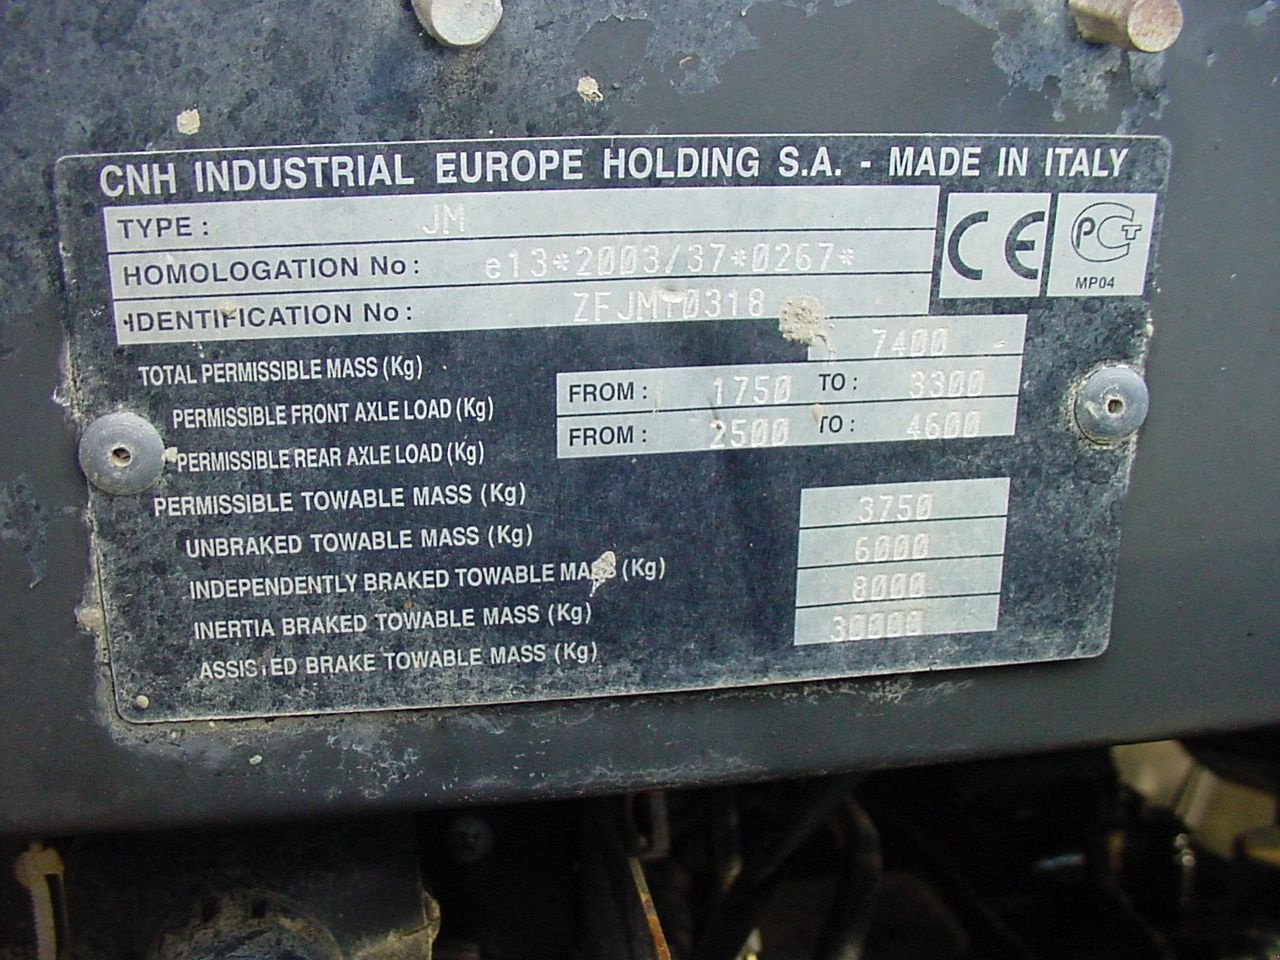 CNH INDUSTRIAL EUROPE HOLDING S.A. - MADE IN ITALY
TYPE : JM
HOMOLOGATION No : e13*2003/37*0267*
IDENTIFICATION No :
TOTAL PERMISSIBLE MASS (Kg) 7400
PERMISSIBLE FRONT AXLE LOAD (Kg) FROM : 1750 TO : 3300
PERMISSIBLE REAR AXLE LOAD (Kg) FROM : 2500 TO : 4600
PERMISSIBLE TOWABLE MASS (Kg)
UNBRAKED TOWABLE MASS (Kg) 3750
INDEPENDENTLY BRAKED TOWABLE MASS (Kg) 6000
INERTIA BRAKED TOWABLE MASS (Kg) 8000
ASSISTED BRAKE TOWABLE MASS (Kg) 30000
CE
PCT
MP04